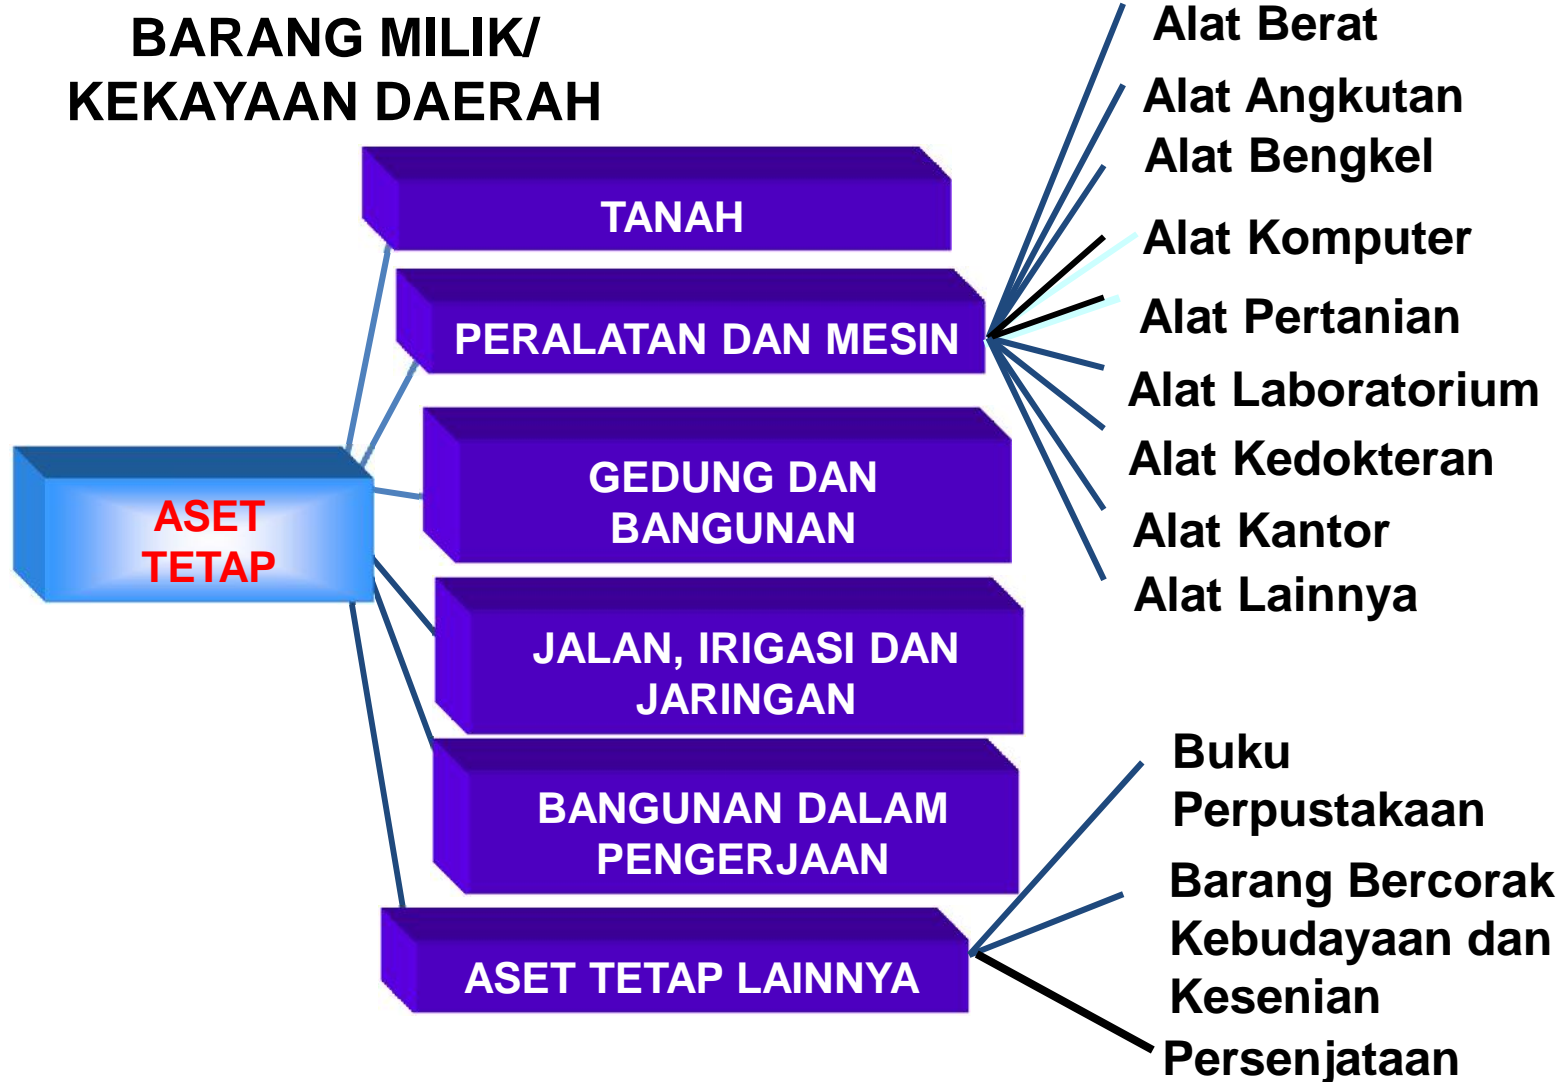 BARANG MILIK/
KEKAYAAN DAERAH
ASET
TETAP
TANAH
PERALATAN DAN MESIN
GEDUNG DAN
BANGUNAN
JALAN, IRIGASI DAN
JARINGAN
BANGUNAN DALAM
PENGERJAAN
ASET TETAP LAINNYA
Alat Berat
Alat Angkutan
Alat Bengkel
Alat Komputer
Alat Pertanian
Alat Laboratorium
Alat Kedokteran
Alat Kantor
Alat Lainnya
Buku
Perpustakaan
Barang Bercorak
Kebudayaan dan
Kesenian
Persenjataan